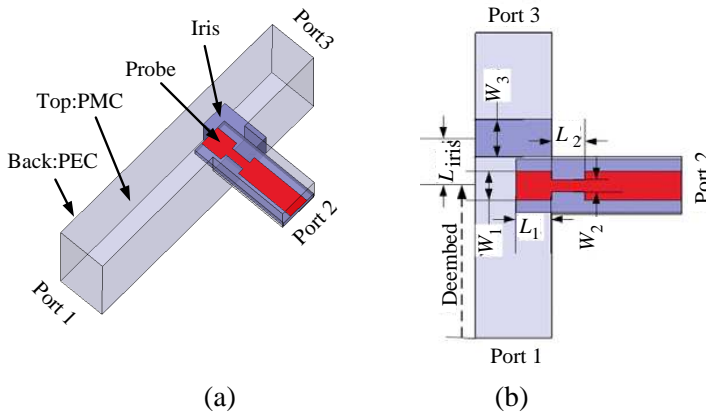 Iris
Port3
Probe
Top:PMC
Back:PEC
Port 2
Port 1
(a)
Port 3
W3
L2
Liris
Port 2
W1
L1
W2
Deembed
Port 1
(b)